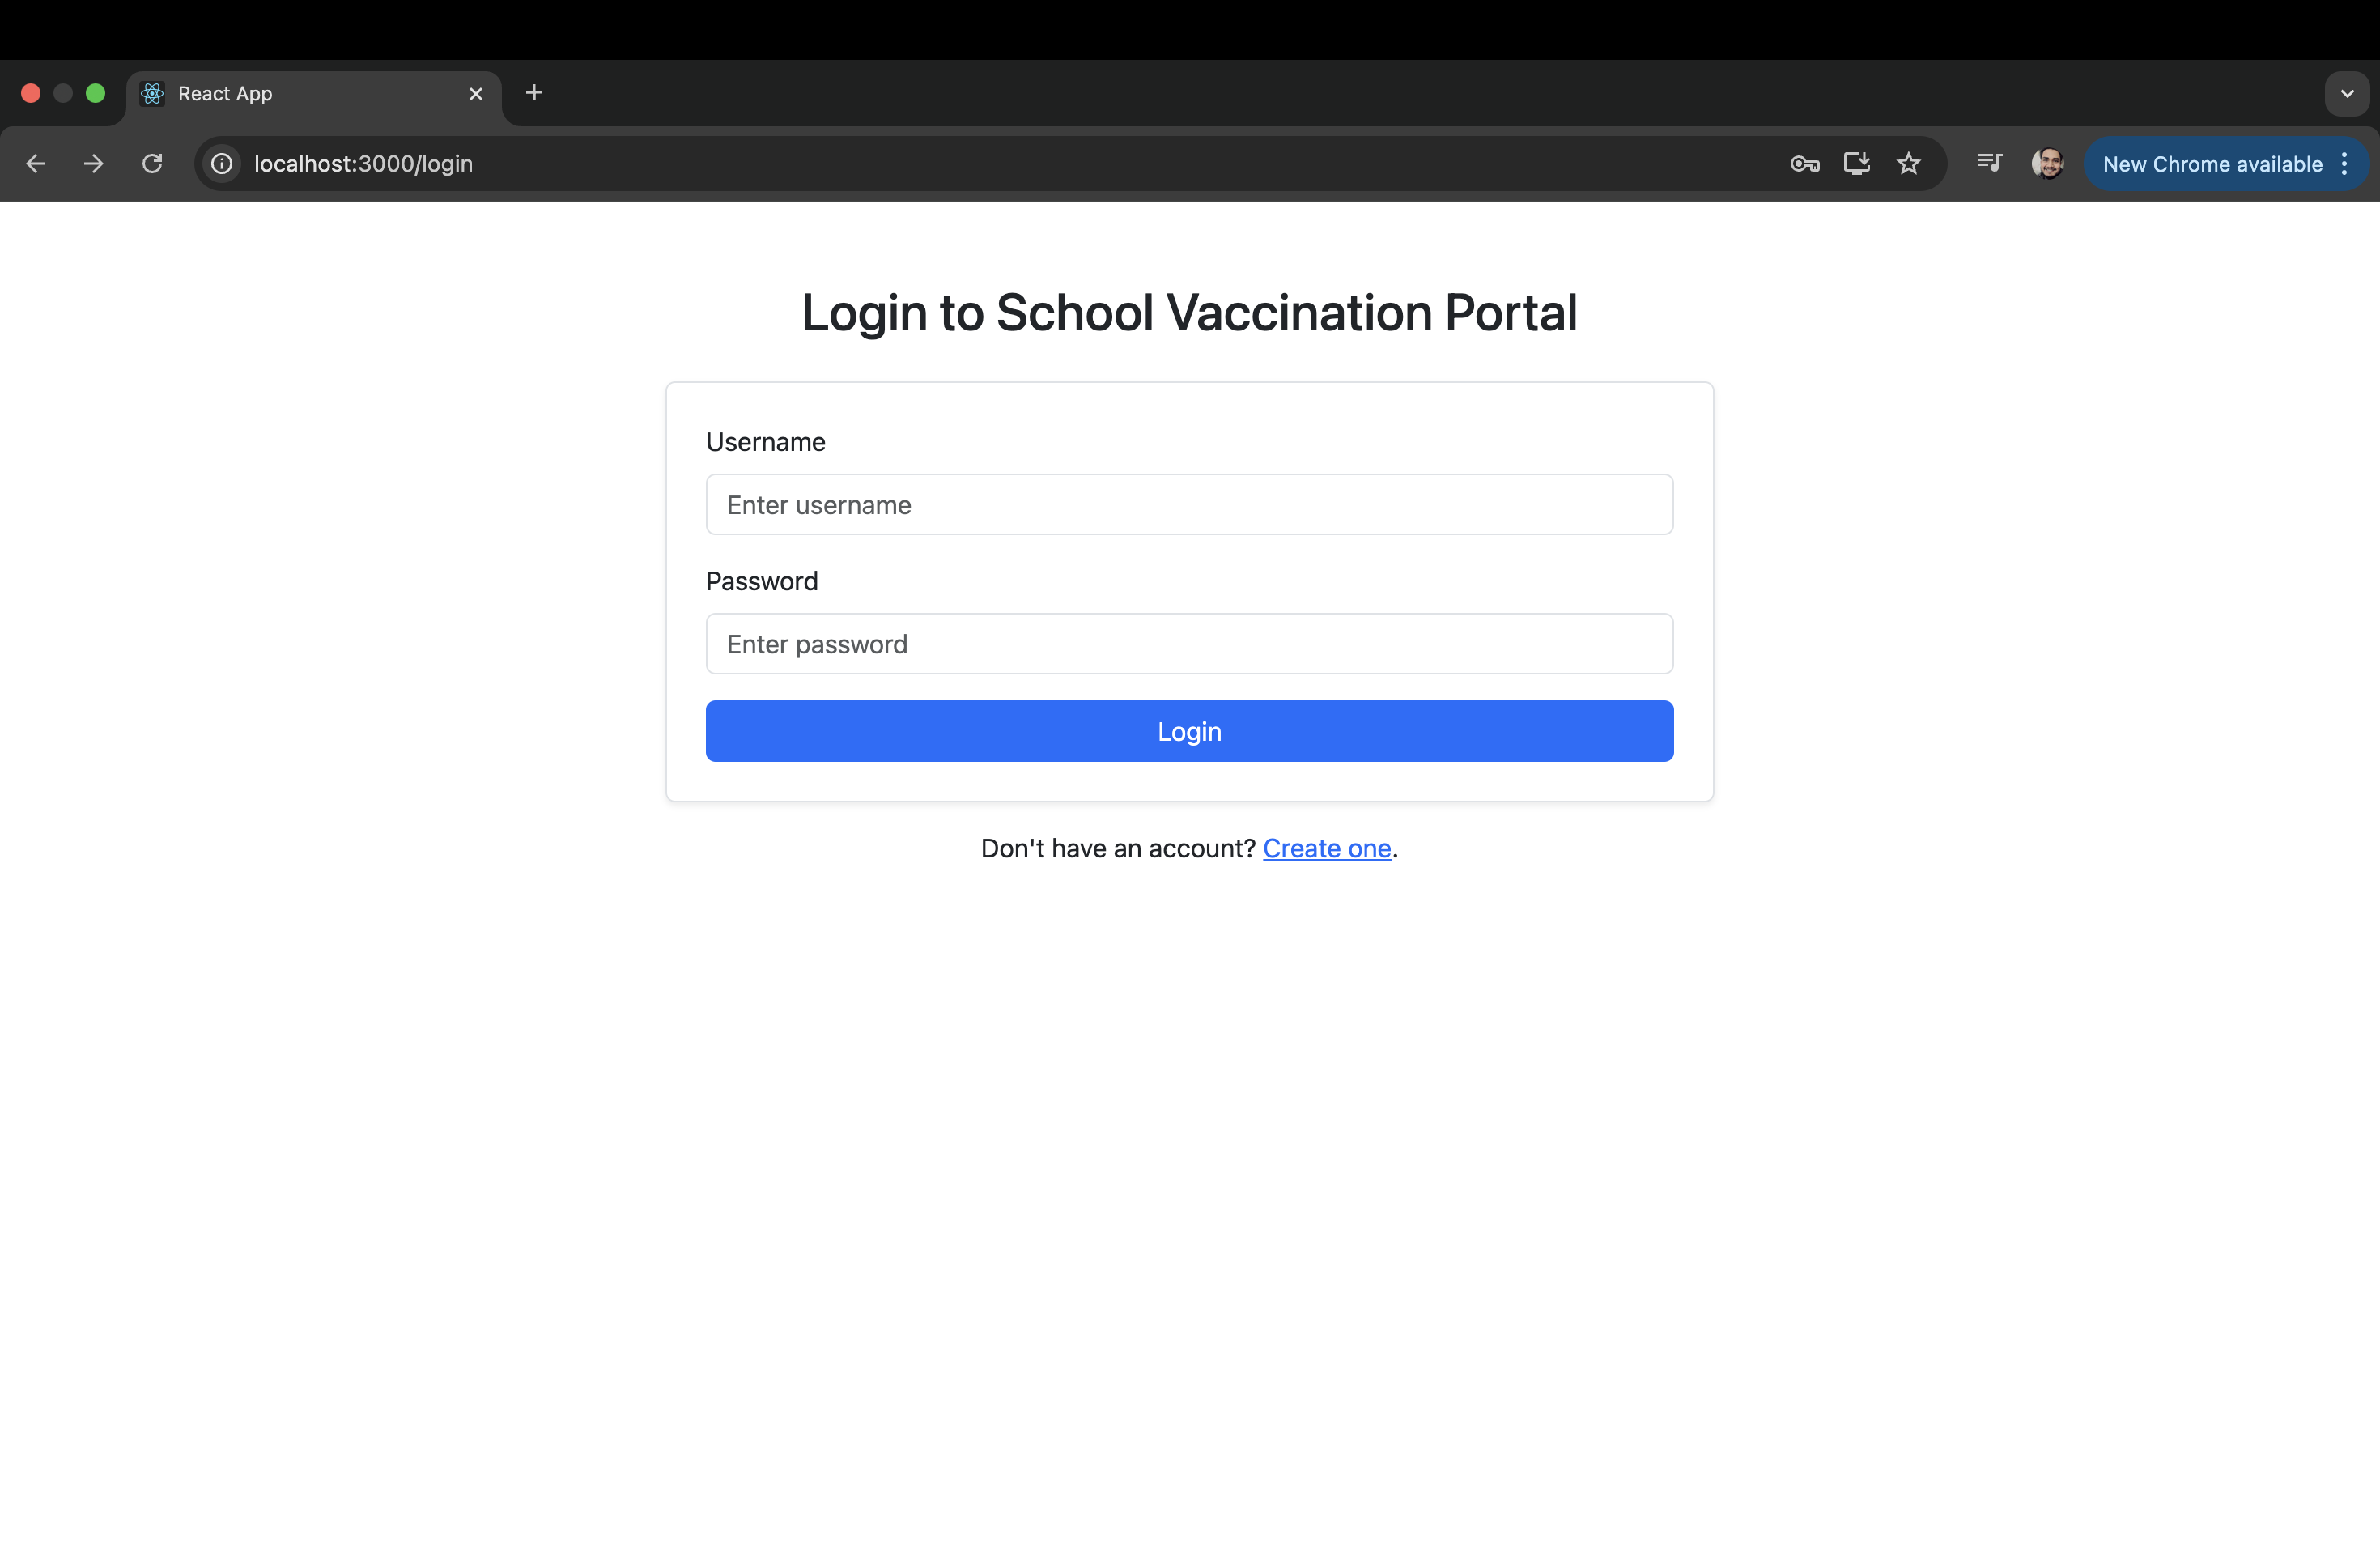 React App
localhost:3000/login
New Chrome available
Login to School Vaccination Portal
Username
Enter username
Password
Enter password
Login
Don't have an account? Create one.